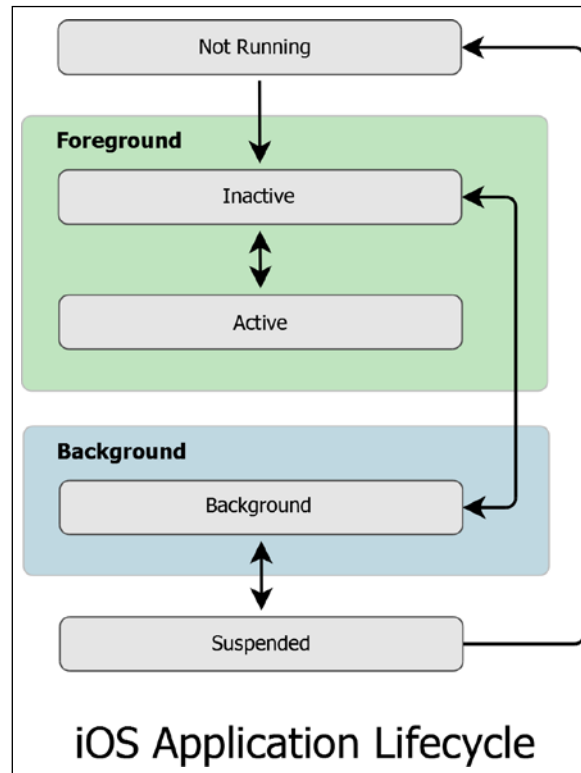 Not Running
Foreground
Inactive
Active
Background
Background
Suspended
iOS Application Lifecycle